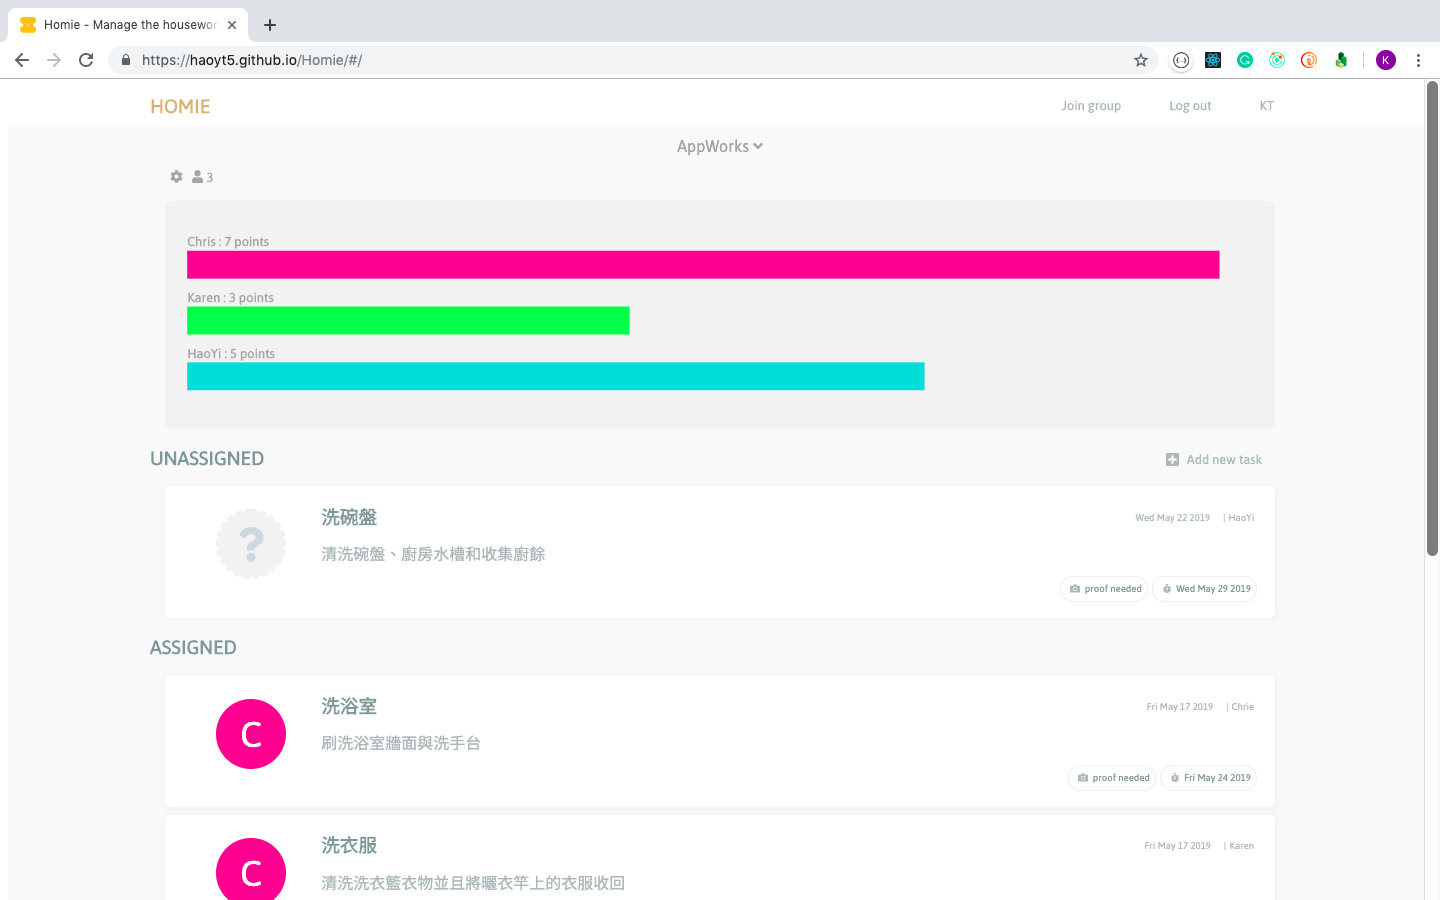 Homie - Manage the housewor
https://haoyt5.github.io/Homie/#/
K
HOMIE
Join group
Log out
KT
AppWorks
3
Chris : 7 points
Karen : 3 points
HaoYi : 5 points
UNASSIGNED
Add new task
?
洗碗盤
Wed May 22 2019 | HaoYi
清洗碗盤、廚房水槽和收集廚餘
proof needed
Wed May 29 2019
ASSIGNED
C
洗浴室
Fri May 17 2019 | Chrie
刷洗浴室牆面與洗手台
proof needed
Fri May 24 2019
C
洗衣服
Fri May 17 2019 | Karen
清洗洗衣籃衣物並且將曬衣竿上的衣服收回